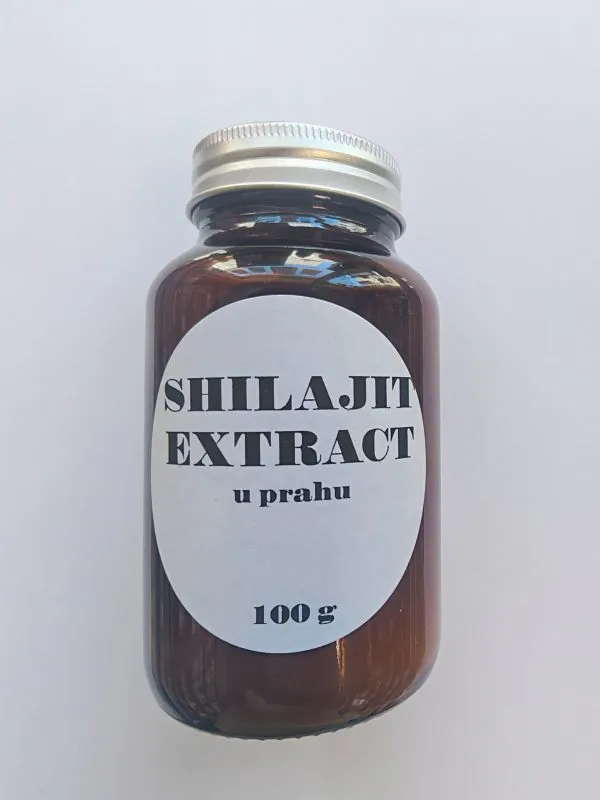 SHILAJIT
EXTRACT
u prahu
100 g